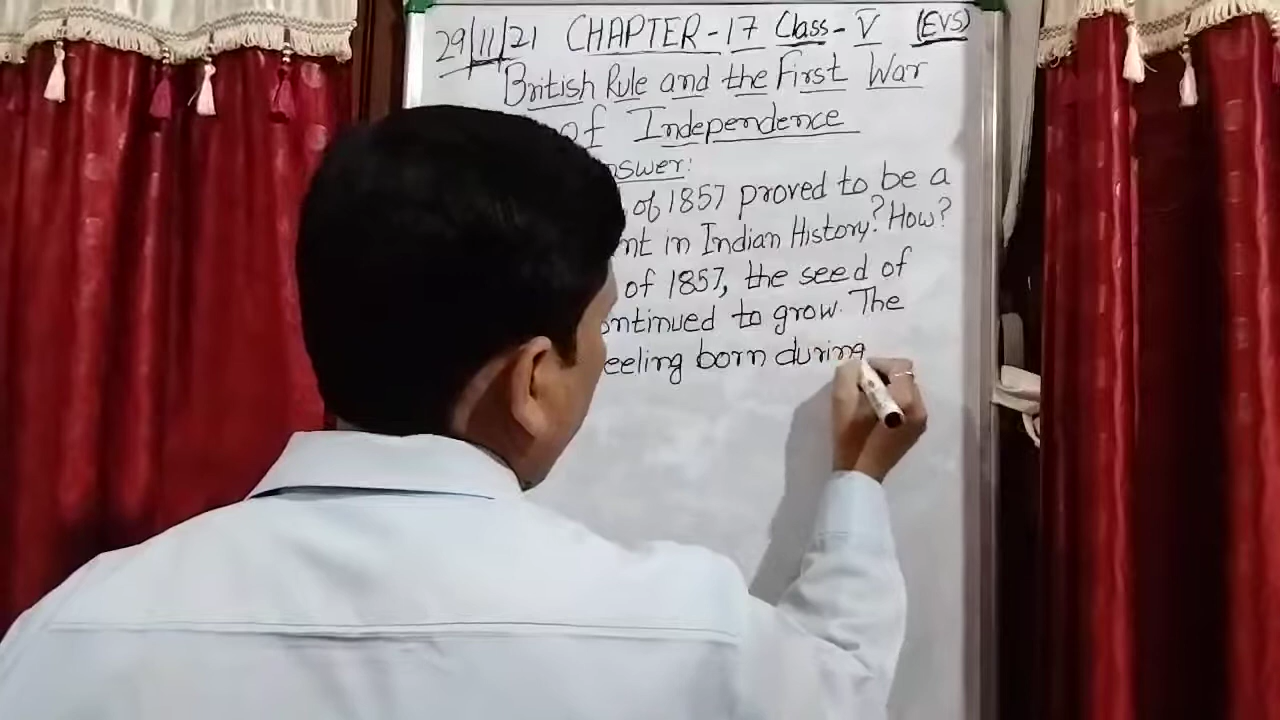 29/11/21 CHAPTER-17 Class-V (EVS)
British Rule and the First War
of Independence
nswer:
of 1857 proved to be a
nt in Indian History? How?
of 1857, the seed of
ontinued to grow. The
eeling born during